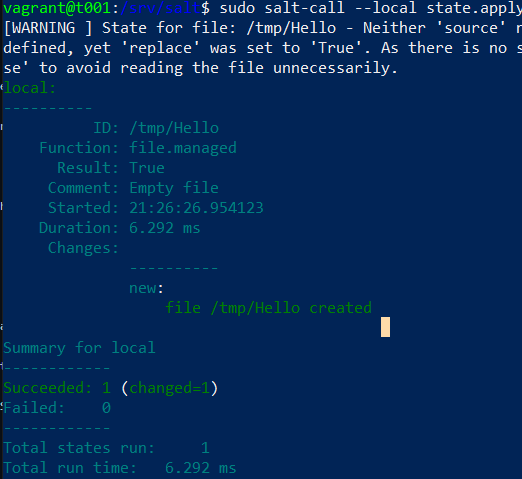 vagrant@t001:/srv/salt$ sudo salt-call --local state.apply
[WARNING ] State for file: /tmp/Hello - Neither 'source' n
defined, yet 'replace' was set to 'True'. As there is no s
se' to avoid reading the file unnecessarily.
local:
----------
          ID: /tmp/Hello
    Function: file.managed
      Result: True
     Comment: Empty file
     Started: 21:26:26.954123
    Duration: 6.292 ms
     Changes:
              ----------
              new:
                  file /tmp/Hello created

Summary for local
------------
Succeeded: 1 (changed=1)
Failed:    0
------------
Total states run:     1
Total run time:   6.292 ms